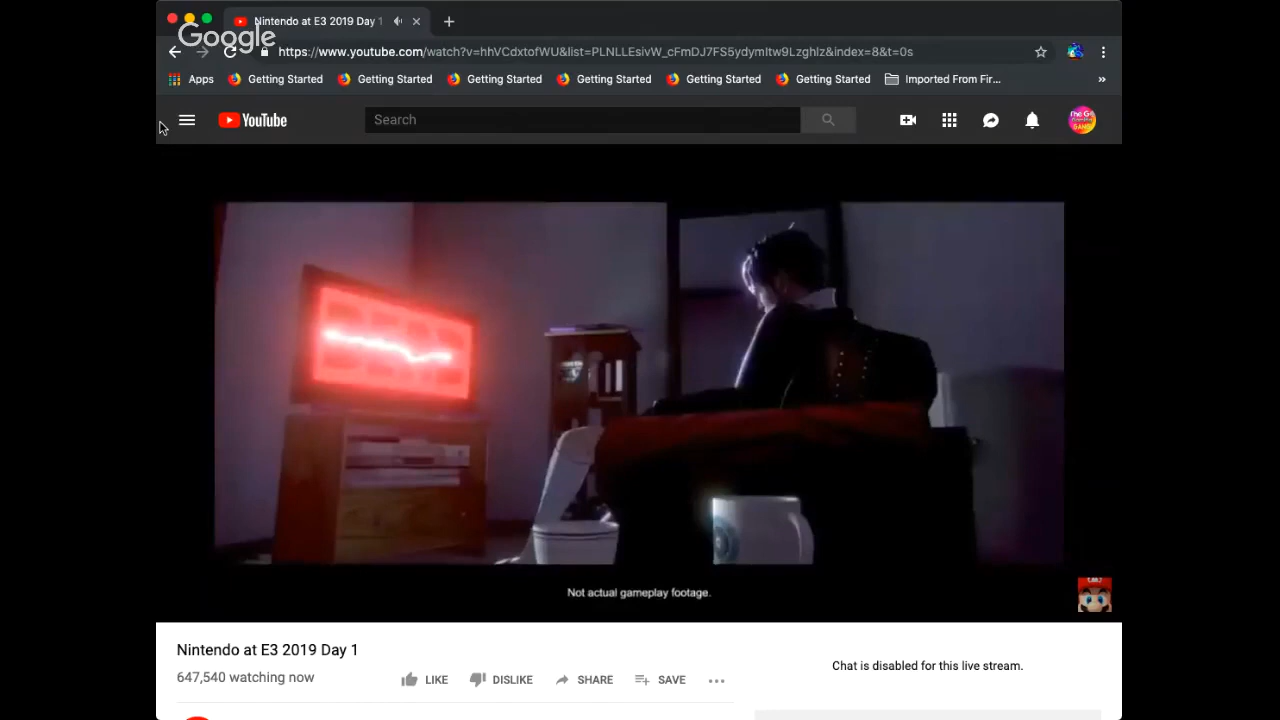 Nintendo at E3 2019 Day 1
Google
https://www.youtube.com/watch?v=hhVCdxtofWU&list=PLNLLEsivW_cFmDJ7FS5ydymItw9Lzghlz&index=8&t=0s
Apps Getting Started Getting Started Getting Started Getting Started Getting Started Getting Started Imported From Fir... »
YouTube Search
Not actual gameplay footage.
Nintendo at E3 2019 Day 1
647,540 watching now LIKE DISLIKE SHARE SAVE ...
Chat is disabled for this live stream.